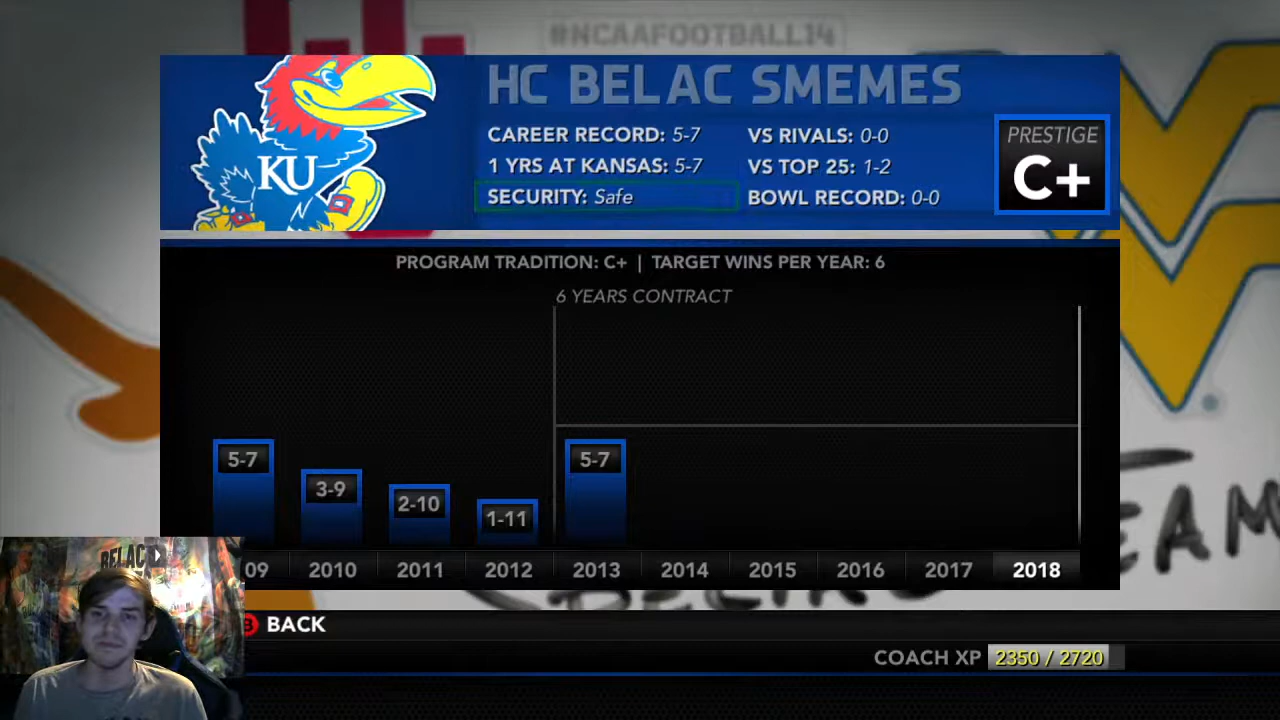 #NCAAFOOTBALL14
HC BELAC SMEMES
CAREER RECORD: 5-7
VS RIVALS: 0-0
1 YRS AT KANSAS: 5-7
VS TOP 25: 1-2
SECURITY: Safe
BOWL RECORD: 0-0
PRESTIGE
C+
KU
PROGRAM TRADITION: C+ | TARGET WINS PER YEAR: 6
6 YEARS CONTRACT
5-7
3-9
2-10
1-11
5-7
09 2010 2011 2012 2013 2014 2015 2016 2017 2018
BELAC
EAM
B BACK
COACH XP 2350 / 2720